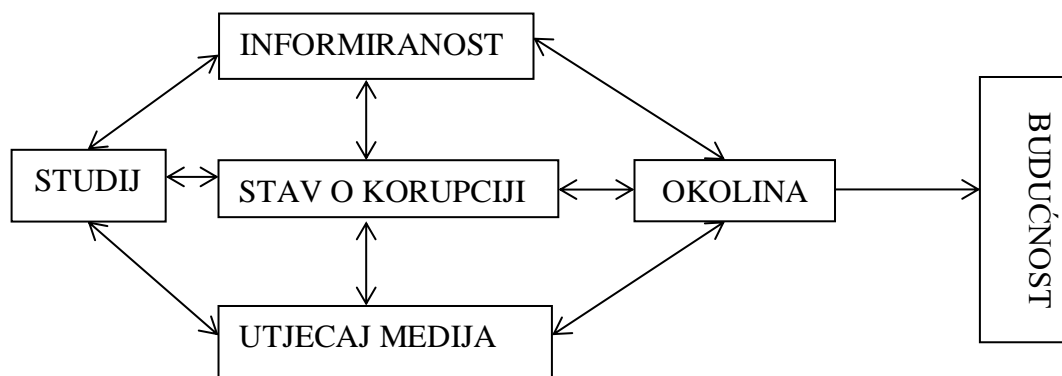 INFORMIRANOST
STUDIJ
STAV O KORUPCIJI
OKOLINA
BUDUĆNOST
UTJECAJ MEDIJA